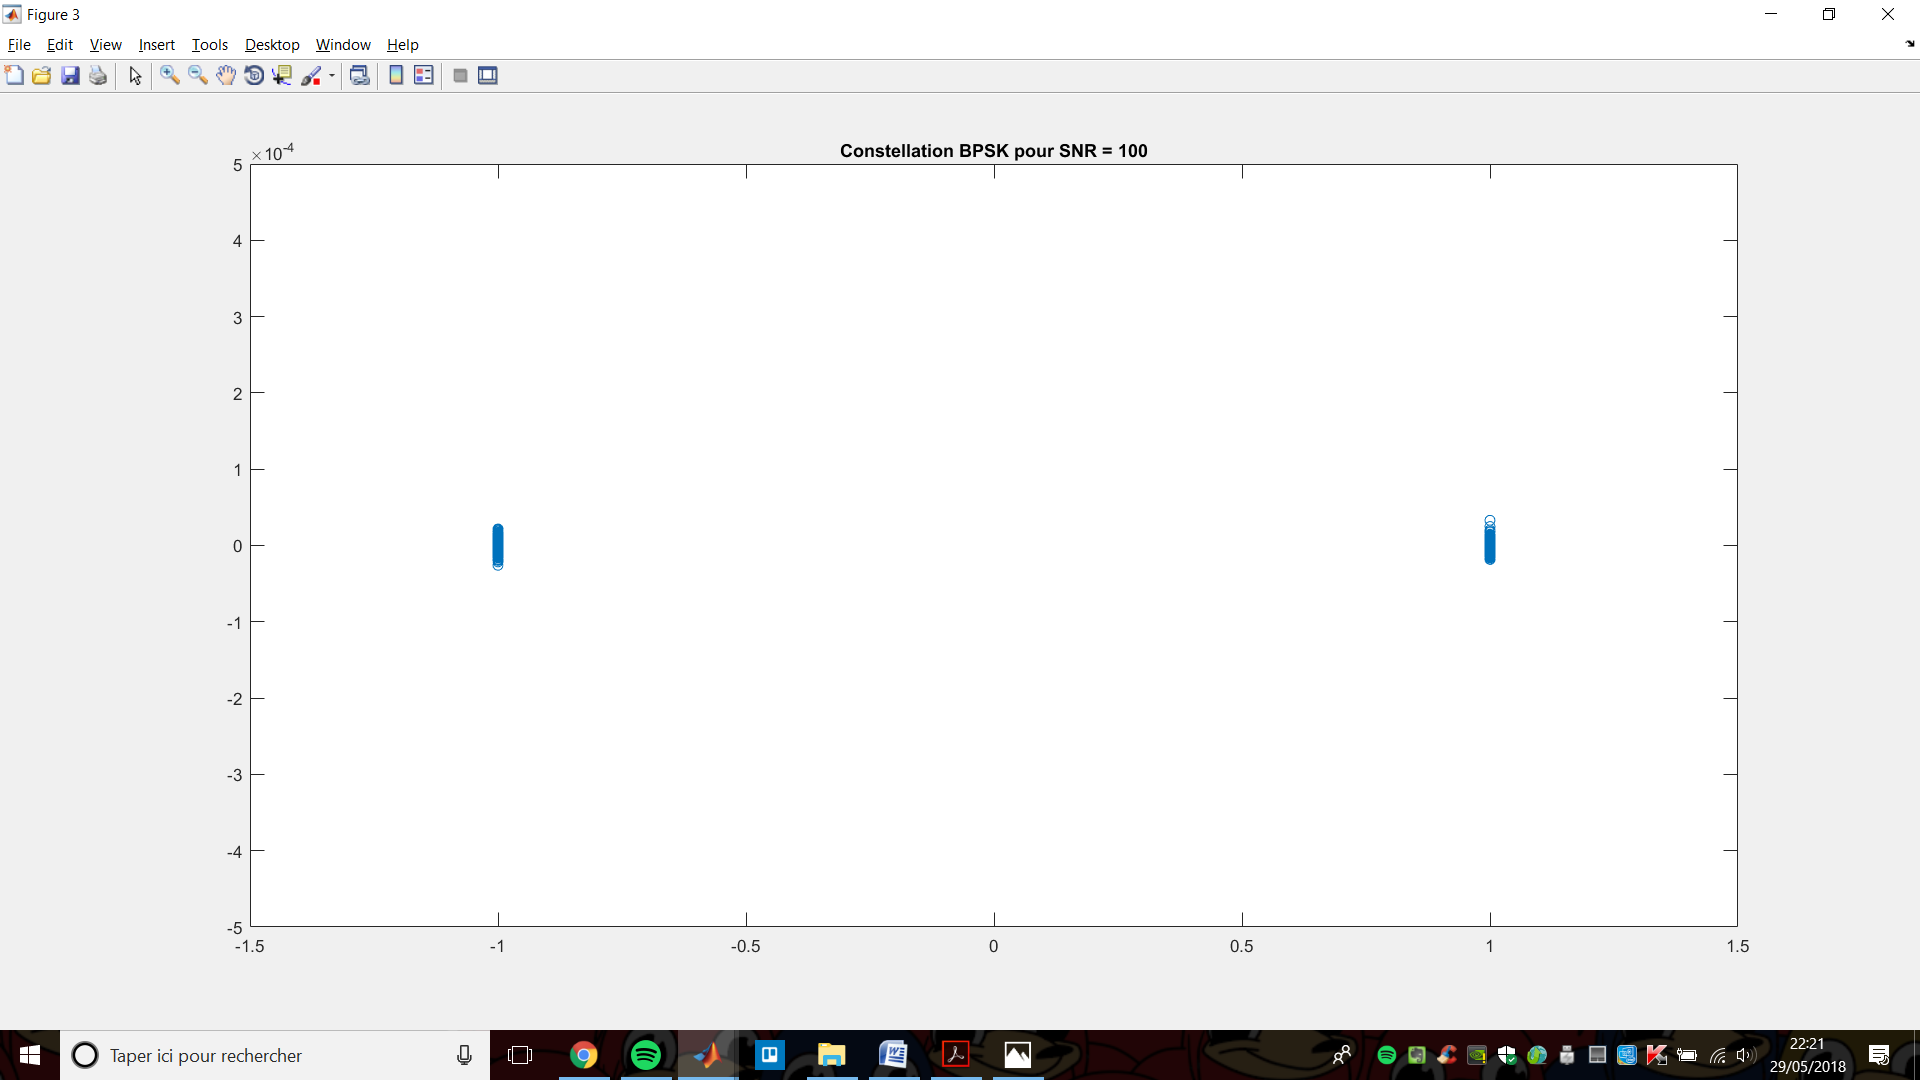 Figure 3
File Edit View Insert Tools Desktop Window Help
Constellation BPSK pour SNR = 100
×10-4
5
4
3
2
1
0
-1
-2
-3
-4
-5
-1.5 -1 -0.5 0 0.5 1 1.5
Taper ici pour rechercher
22:21
29/05/2018